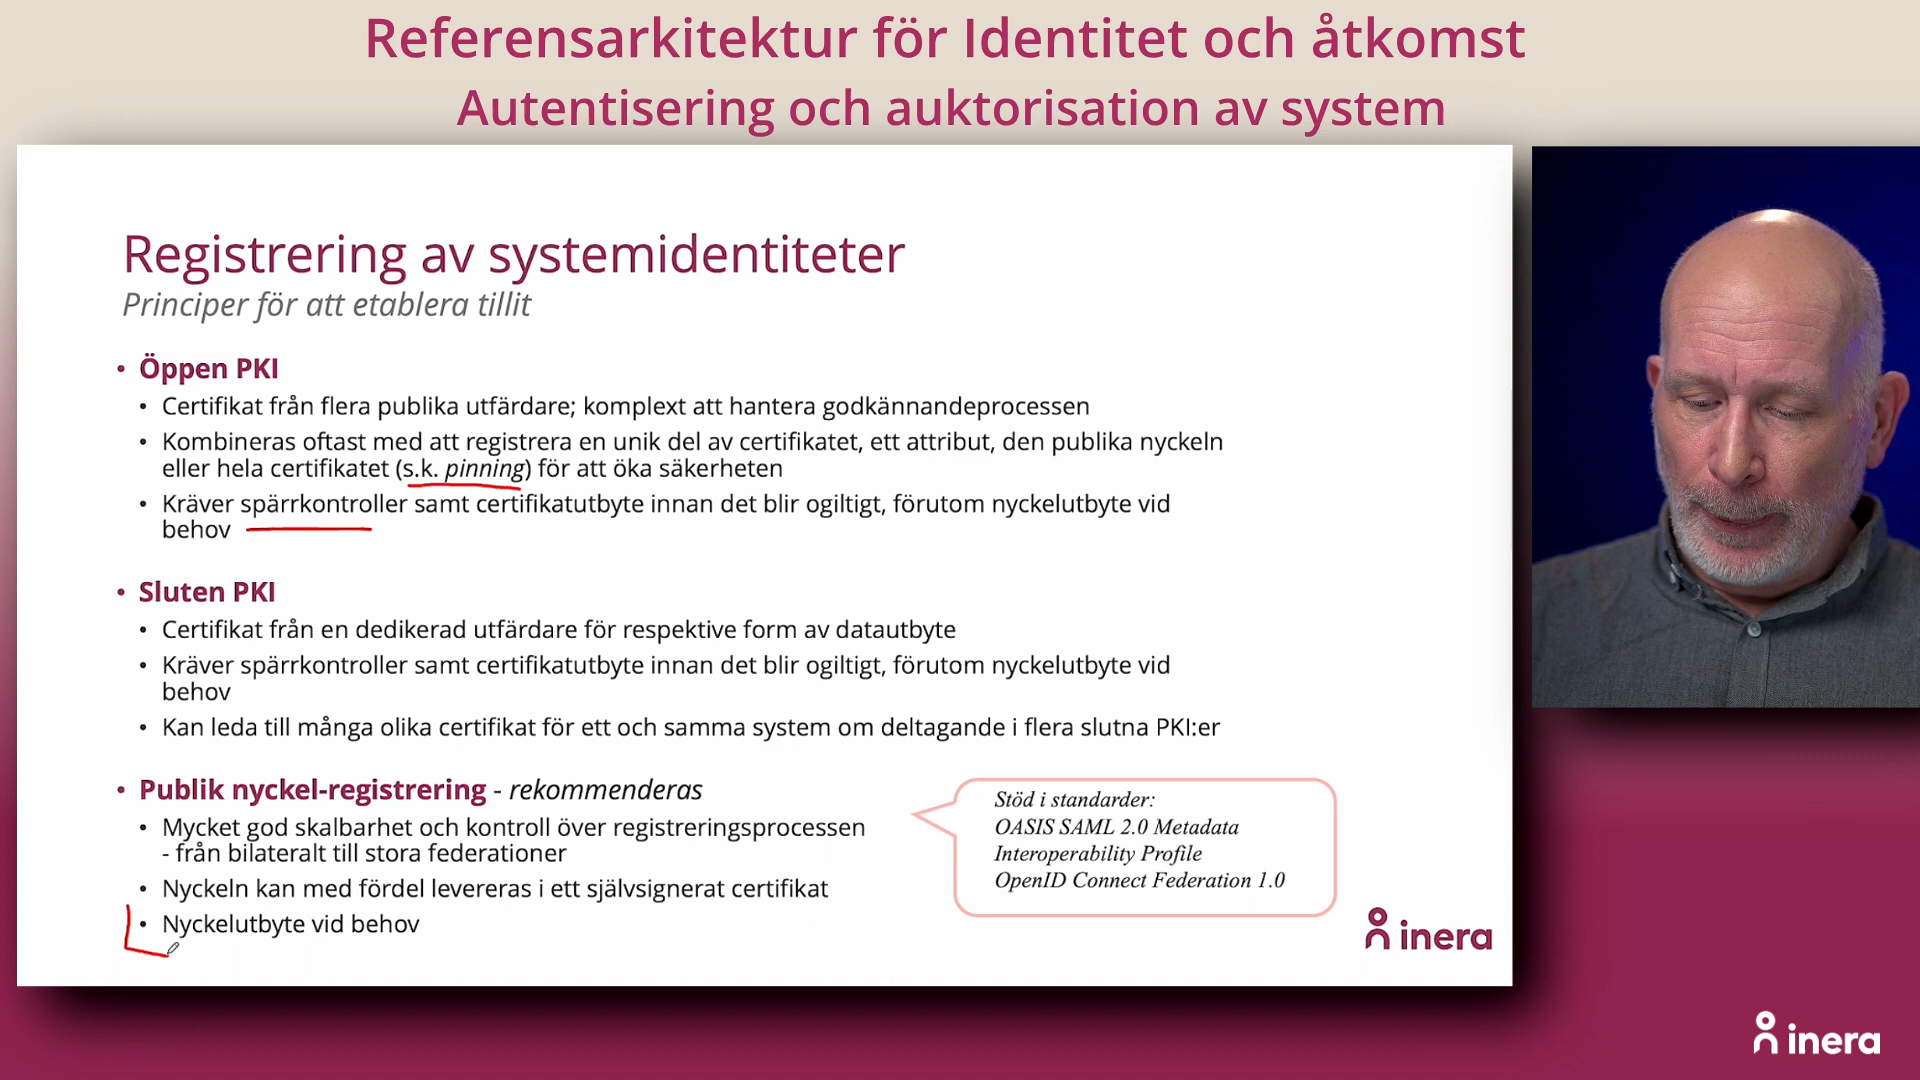 Referensarkitektur för Identitet och åtkomst
Autentisering och auktorisation av system
Registrering av systemidentiteter
Principer för att etablera tillit
• Öppen PKI
• Certifikat från flera publika utfärdare; komplext att hantera godkännandeprocessen
• Kombineras oftast med att registrera en unik del av certifikatet, ett attribut, den publika nyckeln
eller hela certifikatet (s.k. pinning) för att öka säkerheten
• Kräver spärrkontroller samt certifikatutbyte innan det blir ogiltigt, förutom nyckelutbyte vid
behov
• Sluten PKI
• Certifikat från en dedikerad utfärdare för respektive form av datautbyte
• Kräver spärrkontroller samt certifikatutbyte innan det blir ogiltigt, förutom nyckelutbyte vid
behov
• Kan leda till många olika certifikat för ett och samma system om deltagande i flera slutna PKI:er
• Publik nyckel-registrering - rekommenderas
• Mycket god skalbarhet och kontroll över registreringsprocessen
- från bilateralt till stora federationer
• Nyckeln kan med fördel levereras i ett självsignerat certifikat
• Nyckelutbyte vid behov
Stöd i standarder:
OASIS SAML 2.0 Metadata
Interoperability Profile
OpenID Connect Federation 1.0
inera
inera